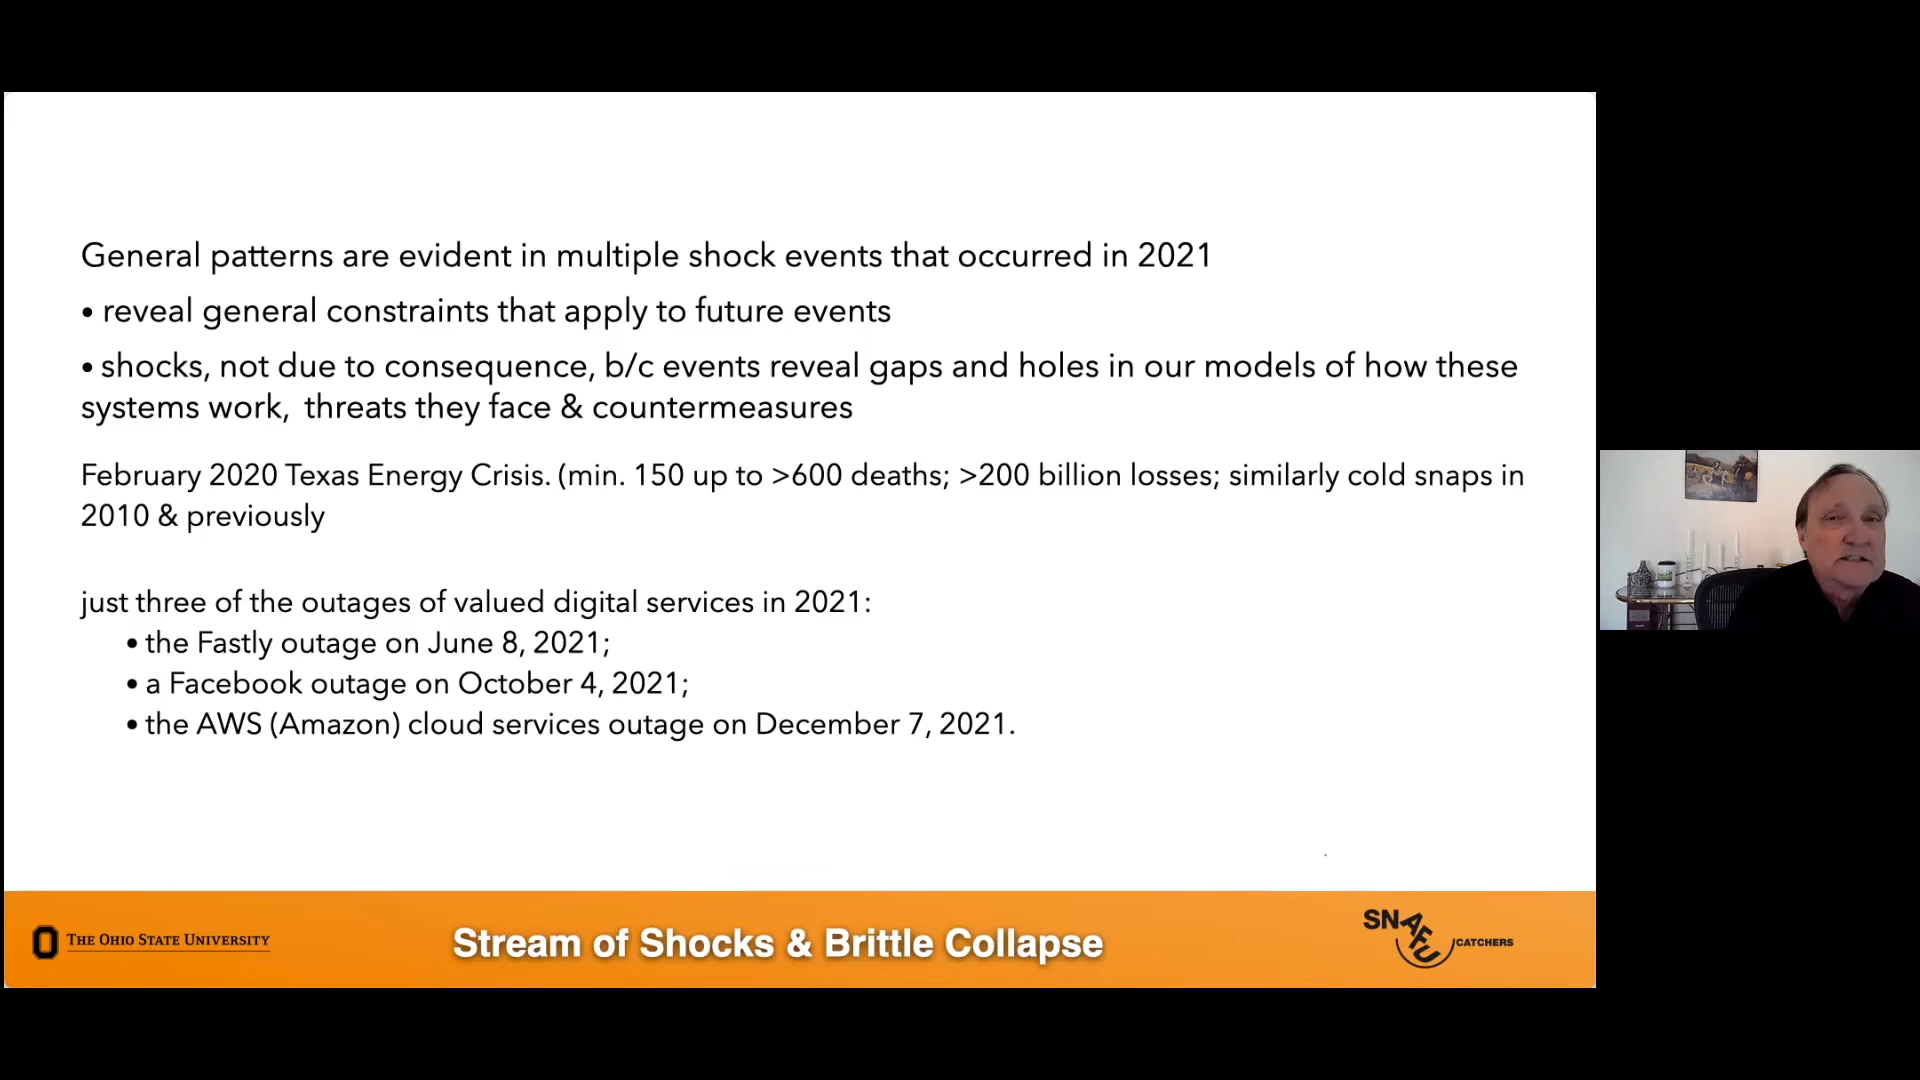 General patterns are evident in multiple shock events that occurred in 2021
• reveal general constraints that apply to future events
• shocks, not due to consequence, b/c events reveal gaps and holes in our models of how these
systems work, threats they face & countermeasures
February 2020 Texas Energy Crisis. (min. 150 up to >600 deaths; >200 billion losses; similarly cold snaps in
2010 & previously
just three of the outages of valued digital services in 2021:
• the Fastly outage on June 8, 2021;
• a Facebook outage on October 4, 2021;
• the AWS (Amazon) cloud services outage on December 7, 2021.
THE OHIO STATE UNIVERSITY
Stream of Shocks & Brittle Collapse
SNAFU CATCHERS